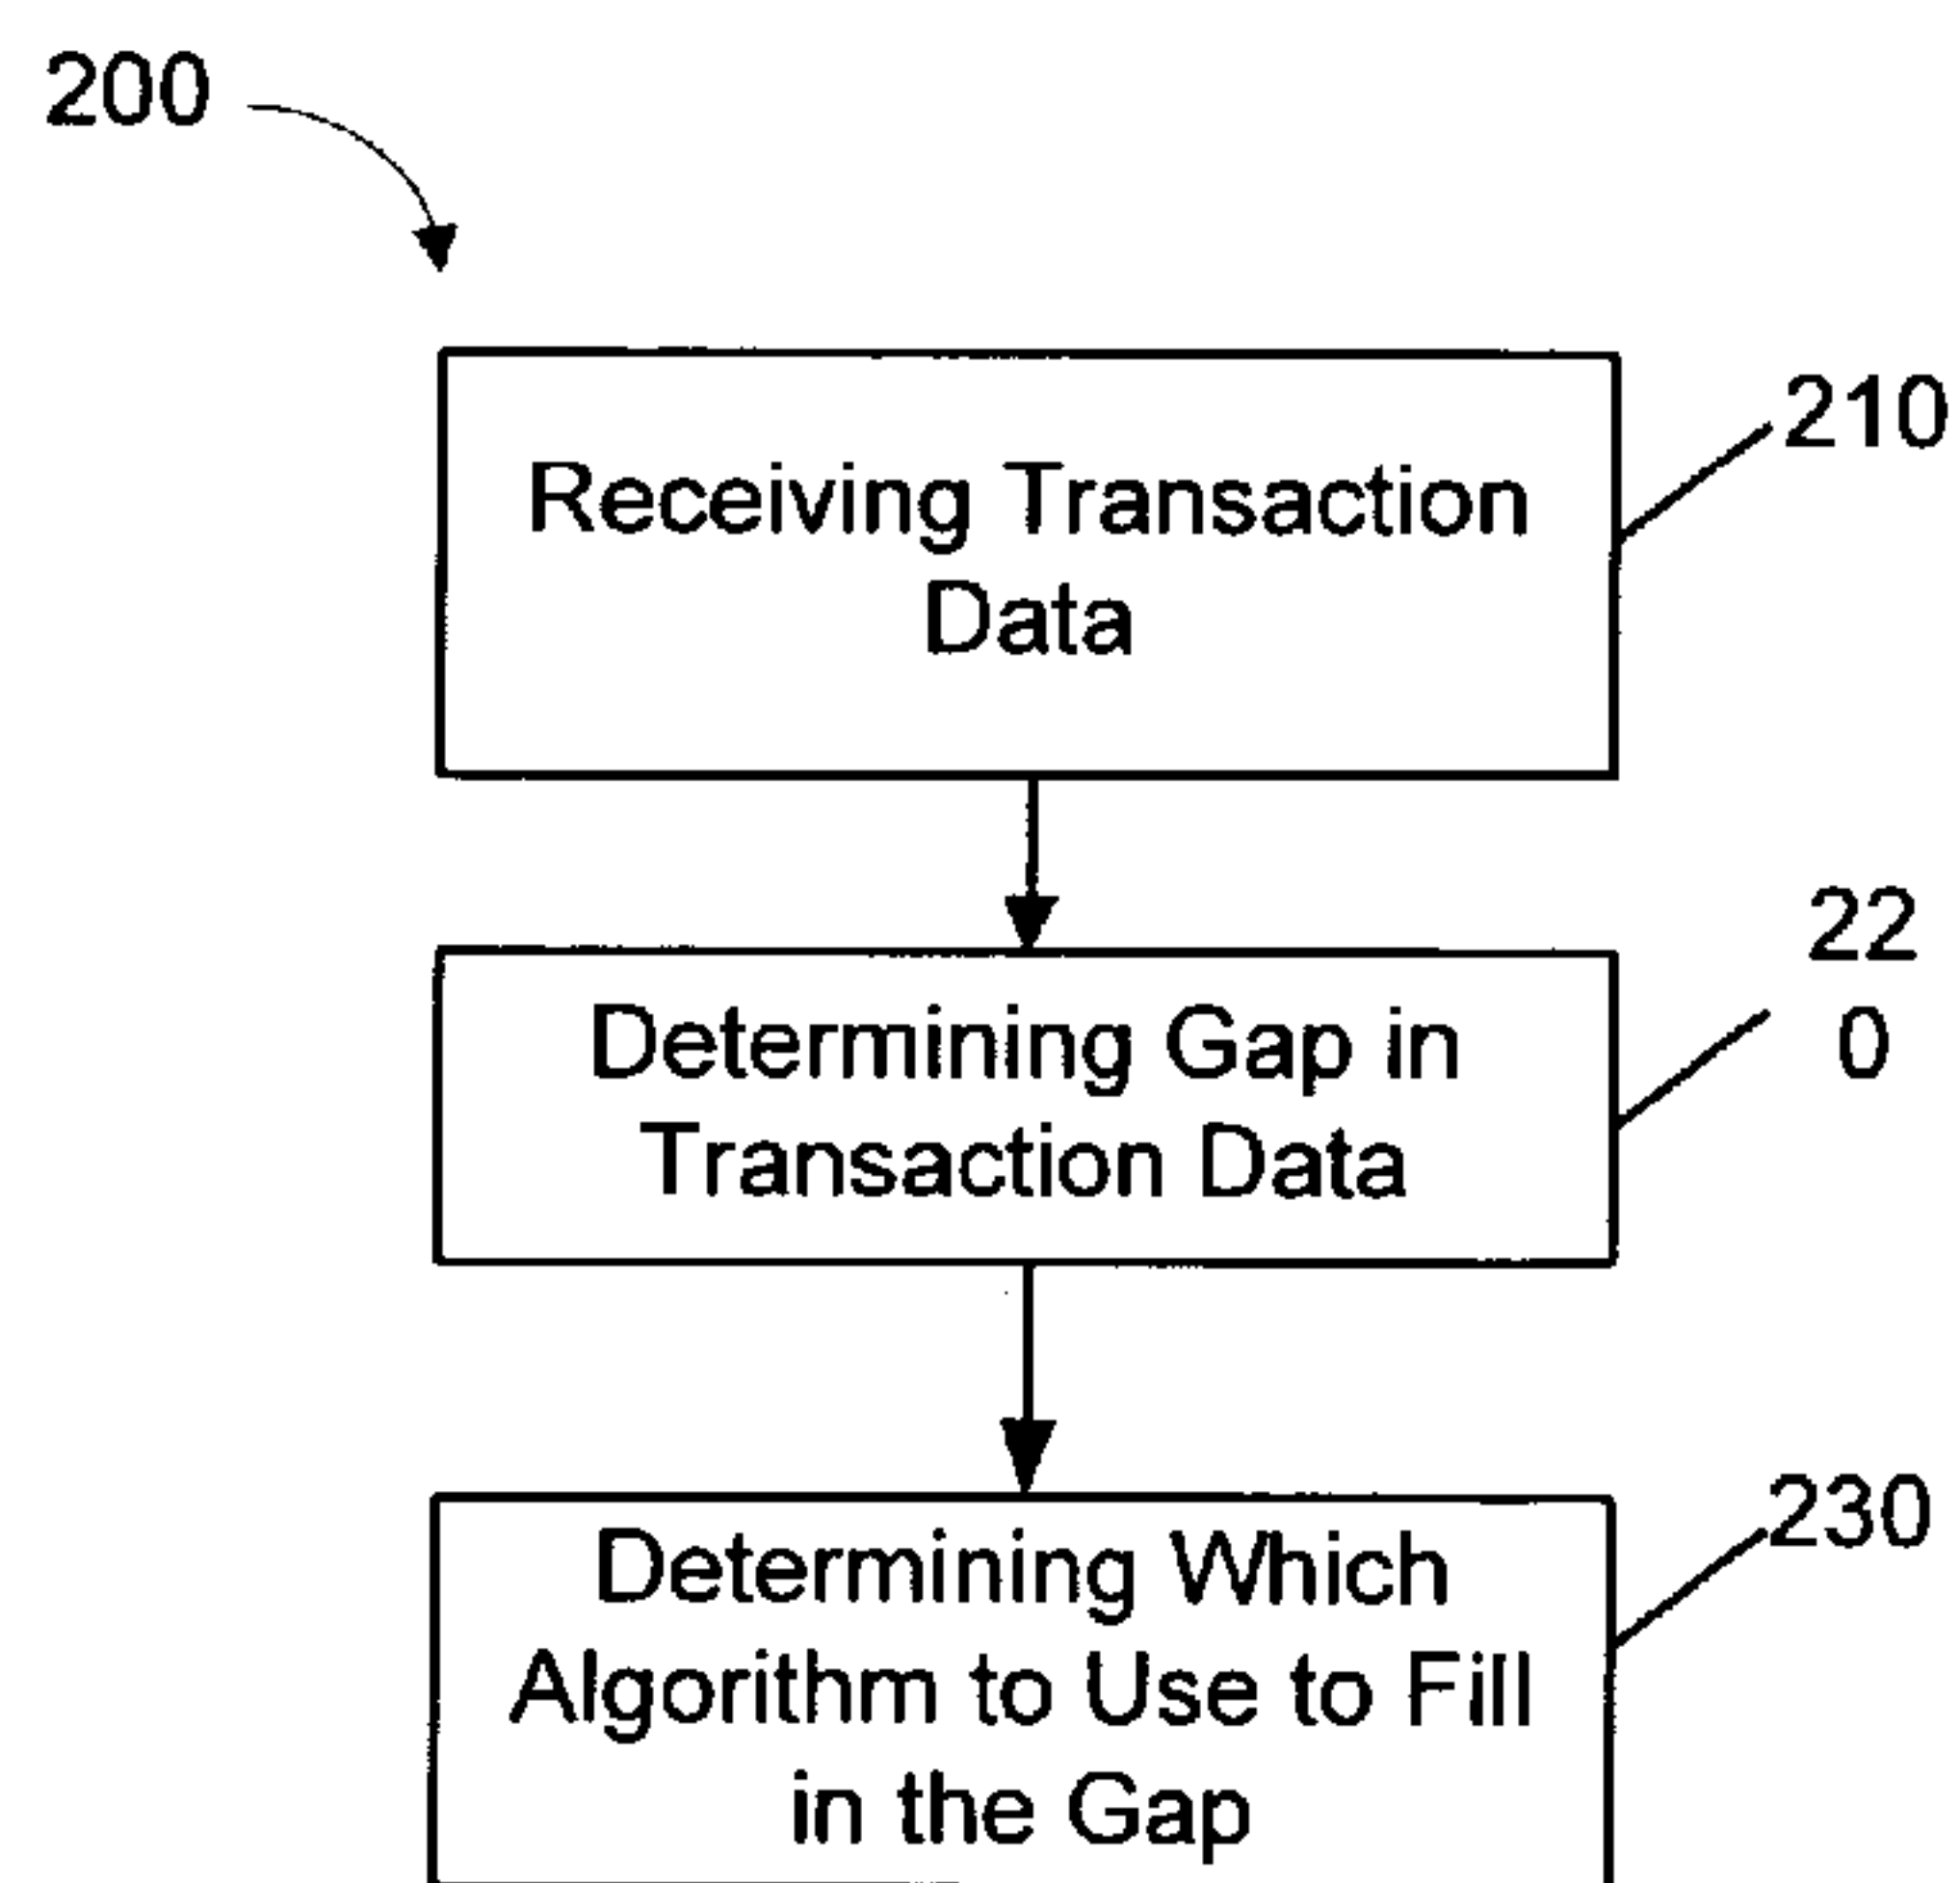 200
210
Receiving Transaction
Data
22
0
Determining Gap in
Transaction Data
230
Determining Which
Algorithm to Use to Fill
in the Gap